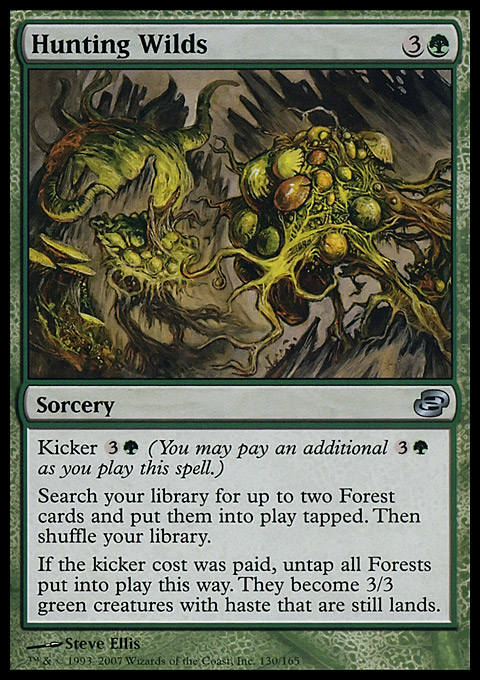 Hunting Wilds 3
Sorcery
Kicker 3 (You may pay an additional 3
as you play this spell.)
Search your library for up to two Forest
cards and put them into play tapped. Then
shuffle your library.
If the kicker cost was paid, untap all Forests
put into play this way. They become 3/3
green creatures with haste that are still lands.
Steve Ellis
™ & © 1993-2007 Wizards of the Coast, Inc. 130/165